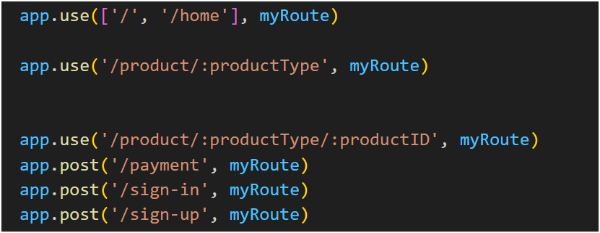 app.use(['/', '/home'], myRoute)
app.use('/product/:productType', myRoute)
app.use('/product/:productType/:productID', myRoute)
app.post('/payment', myRoute)
app.post('/sign-in', myRoute)
app.post('/sign-up', myRoute)